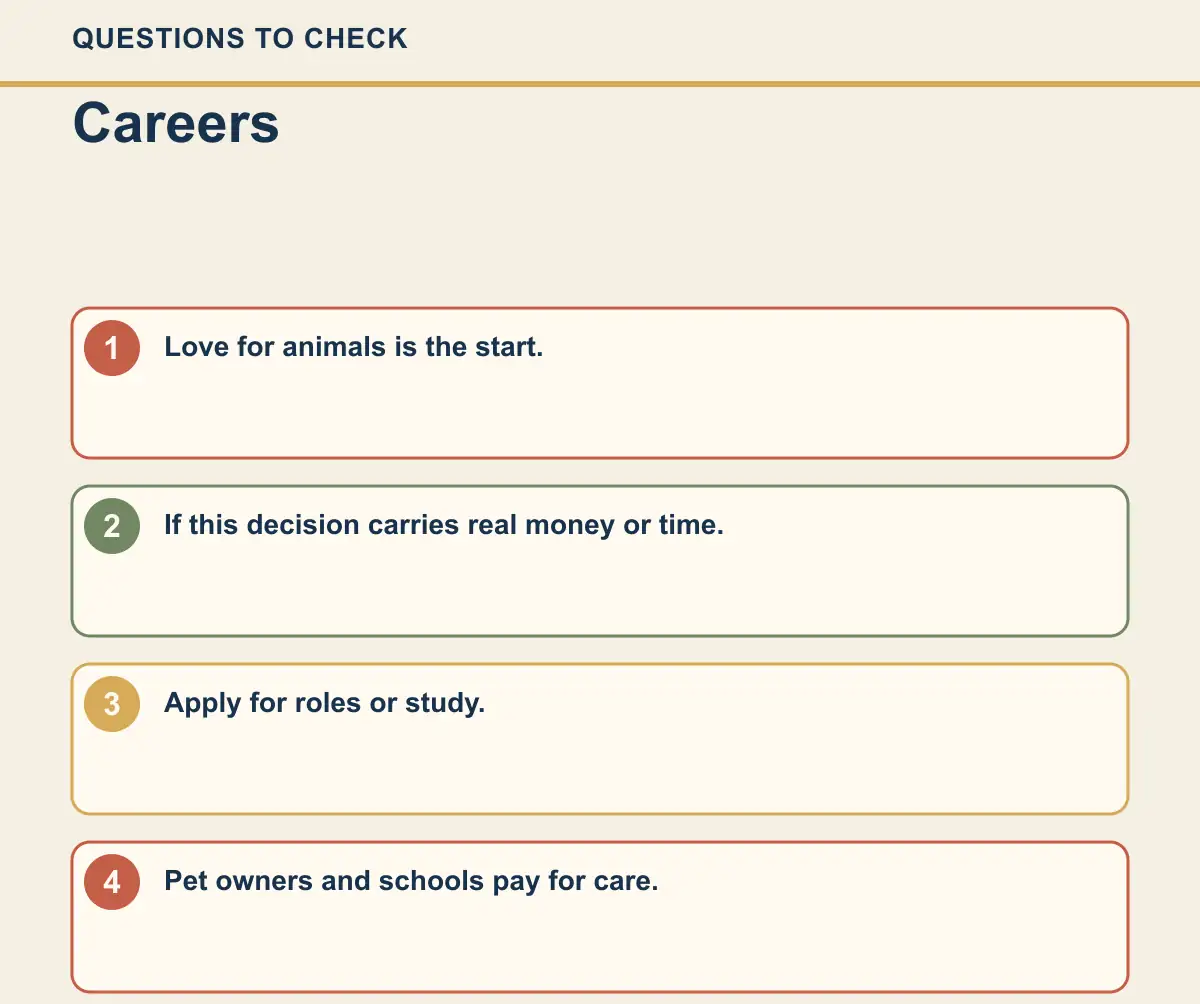 QUESTIONS TO CHECK
Careers
1 Love for animals is the start.
2 If this decision carries real money or time.
3 Apply for roles or study.
4 Pet owners and schools pay for care.